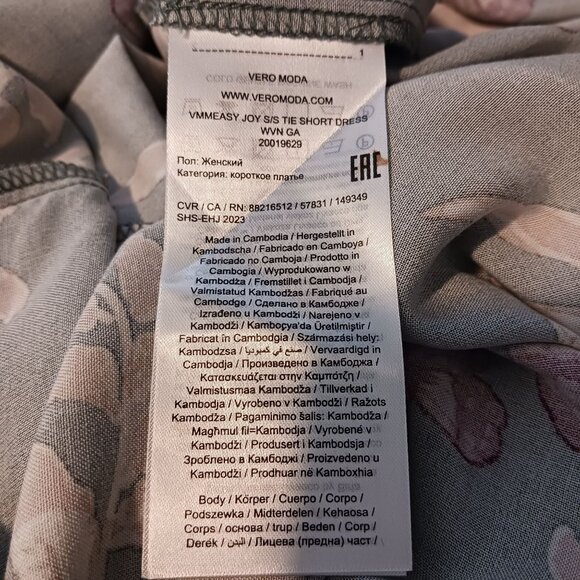 1
VERO MODA
WWW.VEROMODA.COM
VMMEASY JOY S/S TIE SHORT DRESS
WVN GA
20019629
Пол: Женский
Категория: короткое платье
EAC
CVR / CA / RN: 88216512 / 57831 / 149349
SHS-EHJ 2023
Made in Cambodia / Hergestellt in
Kambodscha / Fabricado en Camboya /
Fabricado no Camboja / Prodotto in
Cambogia / Wyprodukowano w
Kambodża / Fremstillet i Cambodja /
Valmistatud Kambodžas / Fabriqué au
Cambodge / Сделано в Камбодже /
Izrađeno u Kambodži / Narejeno v
Kambodži / Kamboçya'da Üretilmiştir /
Fabricat în Cambodgia / Származási hely:
Kambodzsa / صنع في كمبوديا / Vervaardigd in
Cambodja / Произведено в Камбоджа /
Κατασκευάζεται στην Καμπότζη /
Valmistusmaa Kambodža / Tillverkad i
Kambodja / Vyrobeno v Kambodži / Ražots
Kambodža / Pagaminimo šalis: Kambodža /
Magħmul fil=Kambodja / Vyrobené v
Kambodži / Produsert i Kambodsja /
Зроблено в Камбоджі / Proizvedeno u
Kambodži / Prodhuar në Kamboxhia
Body / Körper / Cuerpo / Corpo /
Podszewka / Midterdelen / Kehaosa /
Corps / основа / trup / Beden / Corp /
Derék / البدن / Лицева (предна) част /